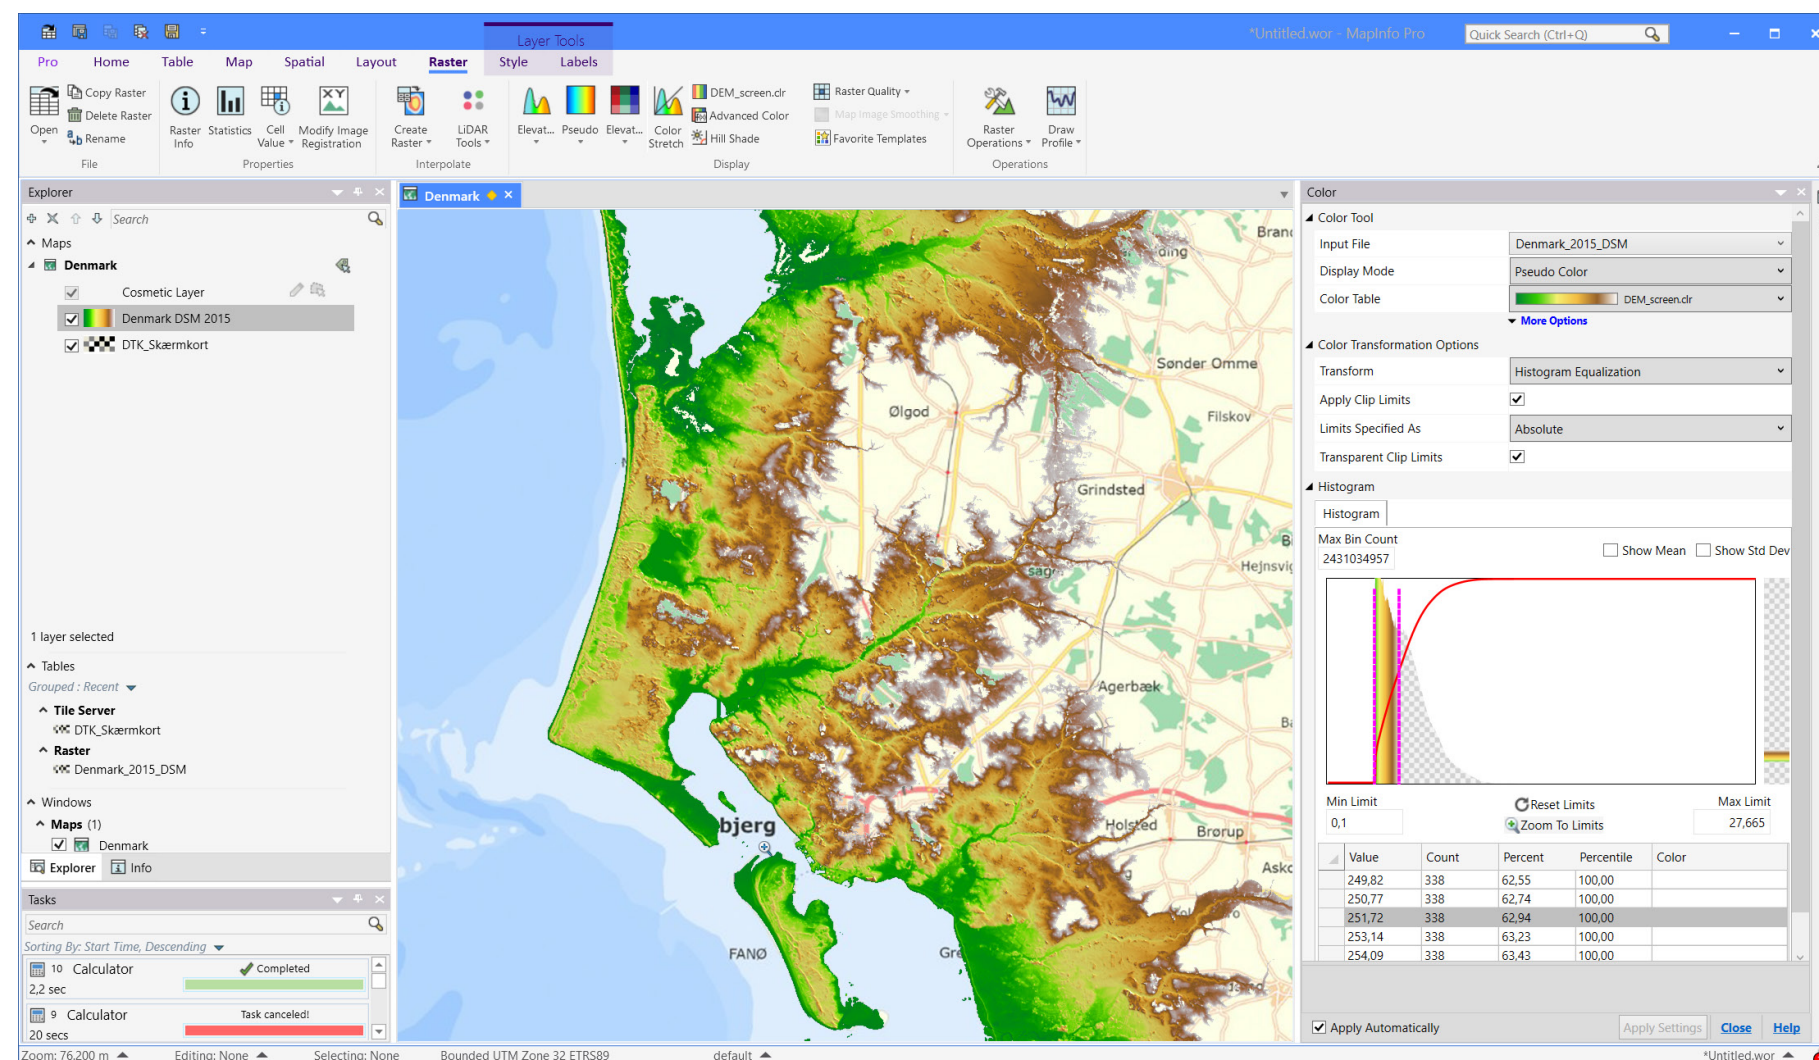 Layer Tools
*Untitled.wor - MapInfo Pro
Quick Search (Ctrl+Q)
Pro Home Table Map Spatial Layout Raster Style Labels
Open
Copy Raster
Delete Raster
Rename
File
Raster Info
Statistics
Cell Value
Modify Image Registration
Properties
Create Raster
LiDAR Tools
Interpolate
Elevat...
Pseudo
Elevat...
Color Stretch
DEM_screen.clr
Advanced Color
Hill Shade
Raster Quality
Map Image Smoothing
Favorite Templates
Display
Raster Operations
Draw Profile
Operations
Explorer
Search
Maps
Denmark
Cosmetic Layer
Denmark DSM 2015
DTK_Skærmkort
1 layer selected
Tables
Grouped : Recent
Tile Server
DTK_Skærmkort
Raster
Denmark_2015_DSM
Windows
Maps (1)
Denmark
Explorer Info
Tasks
Search
Sorting By: Start Time, Descending
10 Calculator Completed
2,2 sec
9 Calculator Task canceled!
20 secs
Denmark
Sønder Omme
Ølgod
Filskov
Grindsted
Agerbæk
bjerg
Holsted
Brørup
FANØ
Color
Color Tool
Input File Denmark_2015_DSM
Display Mode Pseudo Color
Color Table DEM_screen.clr
More Options
Color Transformation Options
Transform Histogram Equalization
Apply Clip Limits
Limits Specified As Absolute
Transparent Clip Limits
Histogram
Histogram
Max Bin Count
2431034957
Show Mean Show Std Dev
Min Limit Reset Limits Max Limit
0,1 Zoom To Limits 27,665
Value Count Percent Percentile Color
249,82 338 62,55 100,00
250,77 338 62,74 100,00
251,72 338 62,94 100,00
253,14 338 63,23 100,00
254,09 338 63,43 100,00
Apply Automatically Apply Settings Close Help
Zoom: 76.200 m Editing: None Selecting: None Bounded UTM Zone 32 ETRS89 default *Untitled.wor